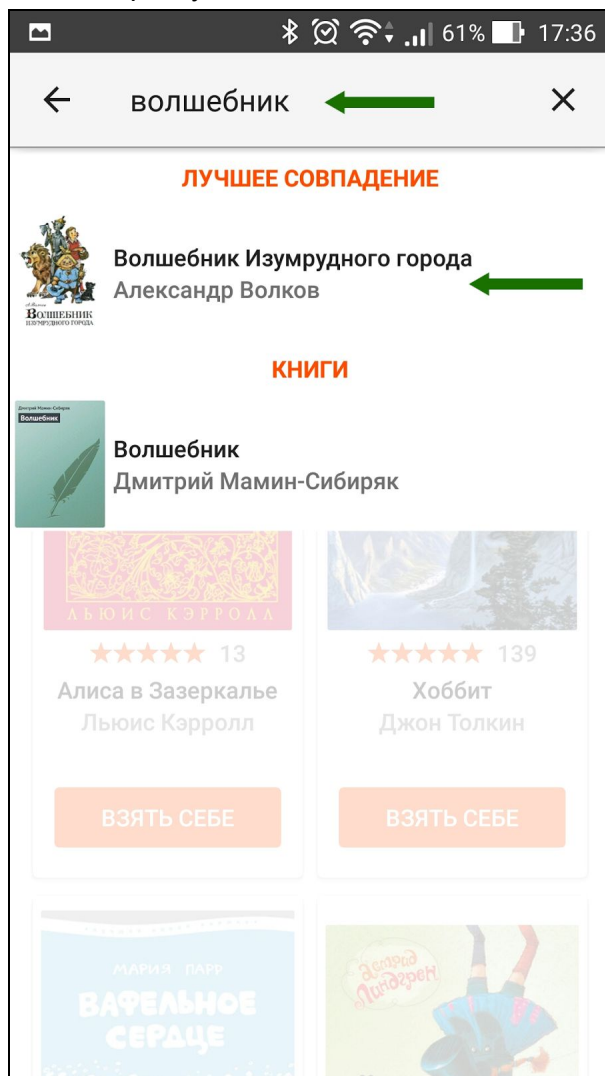 61% 17:36
волшебник
ЛУЧШЕЕ СОВПАДЕНИЕ
Волшебник Изумрудного города
Александр Волков
ВОЛШЕБНИК
ИЗУМРУДНОГО ГОРОДА
КНИГИ
Дмитрий Мамин-Сибиряк
Волшебник
Волшебник
Дмитрий Мамин-Сибиряк
ЛЬЮИС КЭРРОЛЛ
13
139
Алиса в Зазеркалье
Льюис Кэрролл
Хоббит
Джон Толкин
ВЗЯТЬ СЕБЕ
ВЗЯТЬ СЕБЕ
МАРИЯ ПАРР
ВАФЕЛЬНОЕ
СЕРДЦЕ
Астрид
Линдгрен